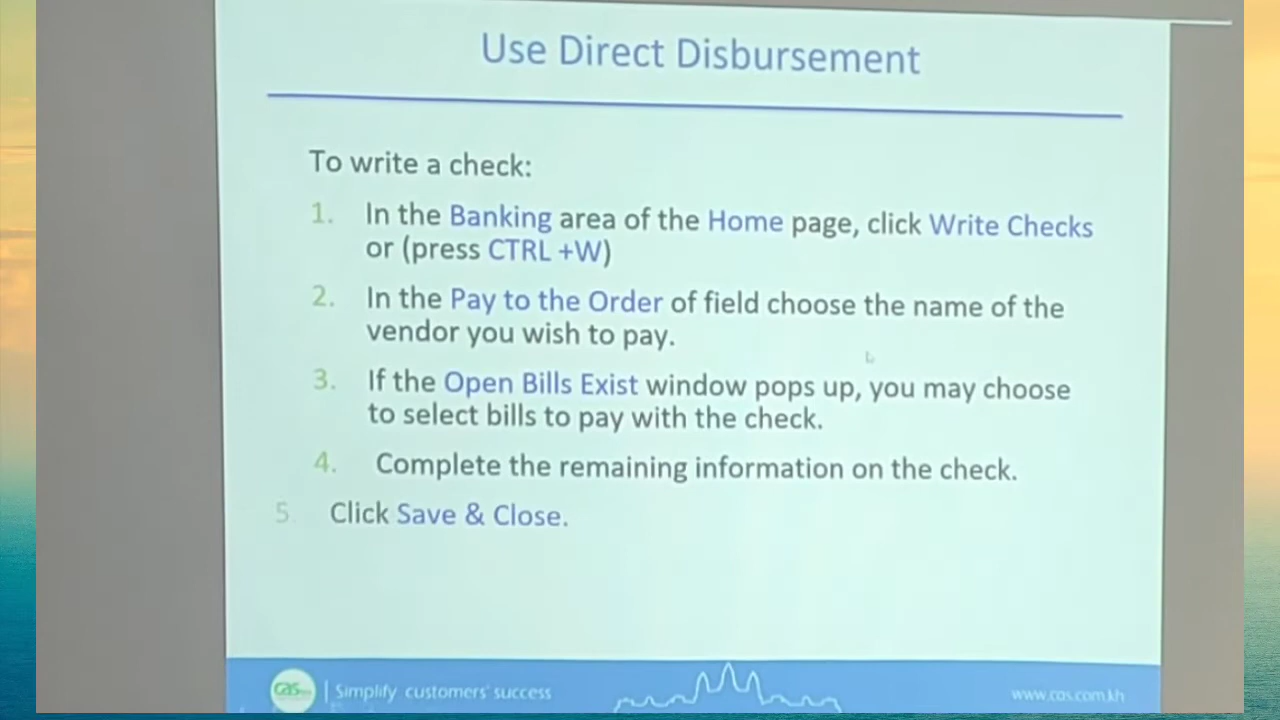 Use Direct Disbursement
To write a check:
1. In the Banking area of the Home page, click Write Checks
or (press CTRL +W)
2. In the Pay to the Order of field choose the name of the
vendor you wish to pay.
3. If the Open Bills Exist window pops up, you may choose
to select bills to pay with the check.
4. Complete the remaining information on the check.
5. Click Save & Close.
cas | Simplify customers' success
www.cas.com.kh